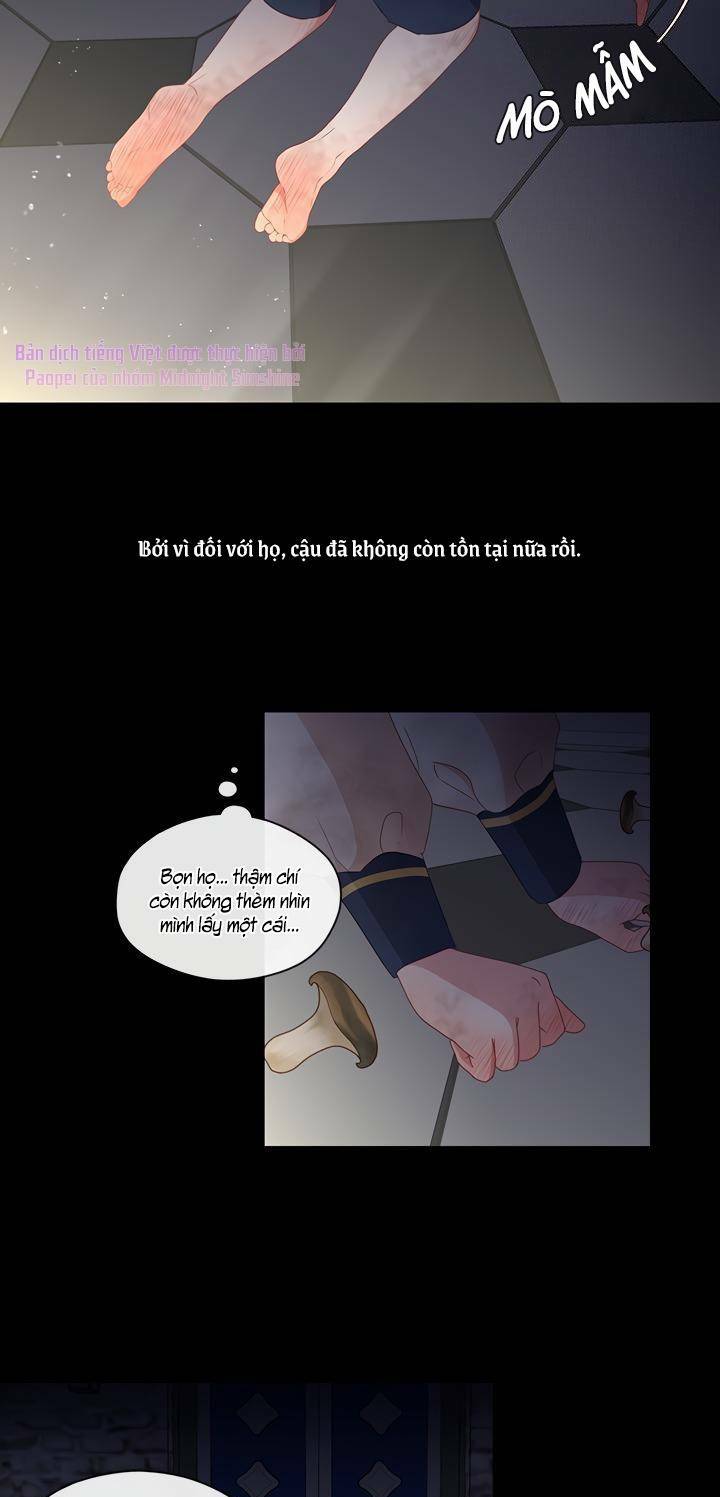 MÒ MẪM
Bản dịch tiếng Việt được thực hiện bởi
Paopei của nhóm Midnight Sunshine
Bởi vì đối với họ, cậu đã không còn tồn tại nữa rồi.
Bọn họ... thậm chí
còn không thèm nhìn
mình lấy một cái...